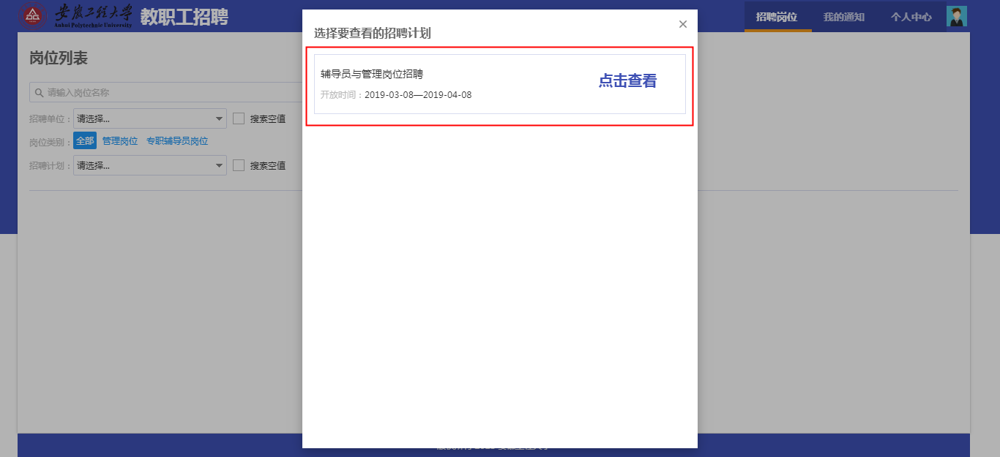 安徽工程大学
Anhui Polytechnic University
教职工招聘
招聘岗位 我的通知 个人中心
岗位列表
请输入岗位名称
招聘单位： 请选择... 搜索空值
岗位类别： 全部 管理岗位 专职辅导员岗位
招聘计划： 请选择... 搜索空值
选择要查看的招聘计划
辅导员与管理岗位招聘
开放时间：2019-03-08—2019-04-08
点击查看